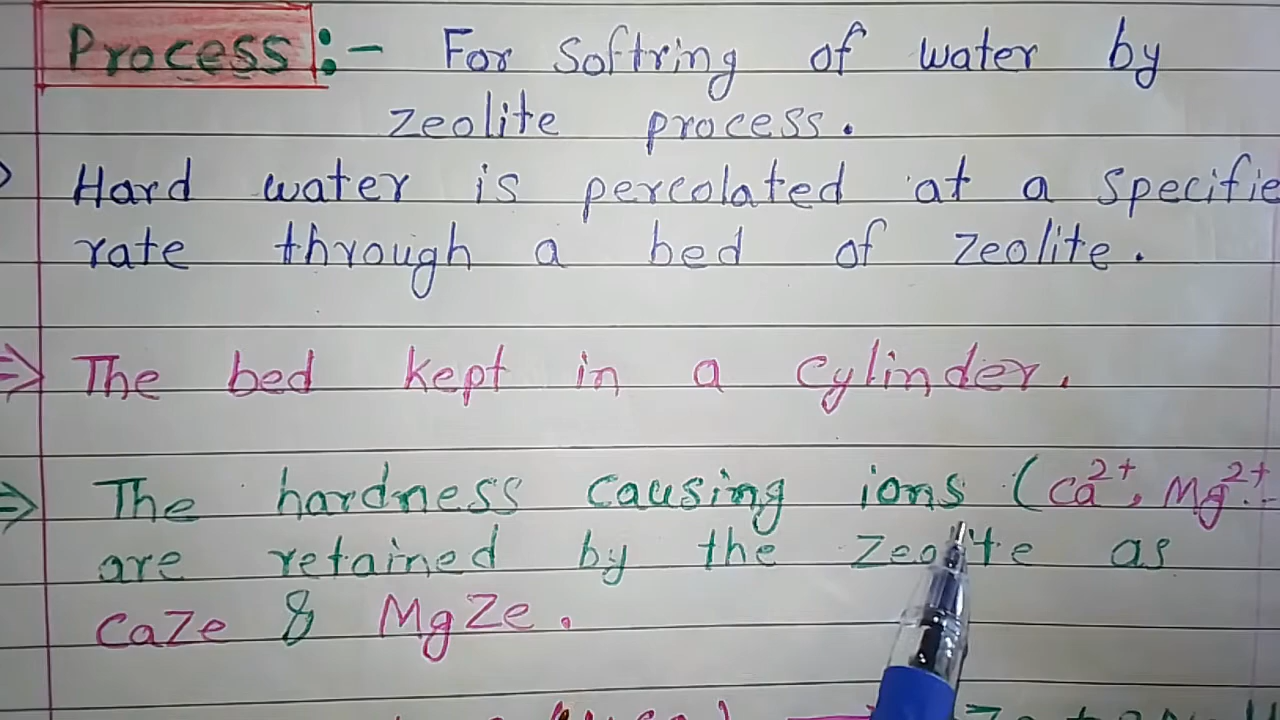 Process :- For Softring of water by
zeolite process.
Hard water is percolated at a specifie
rate through a bed of zeolite.
⇒ The bed kept in a cylinder.
⇒ The hardness causing ions (Ca²⁺, Mg²⁺
are retained by the zeolite as
CaZe & MgZe.